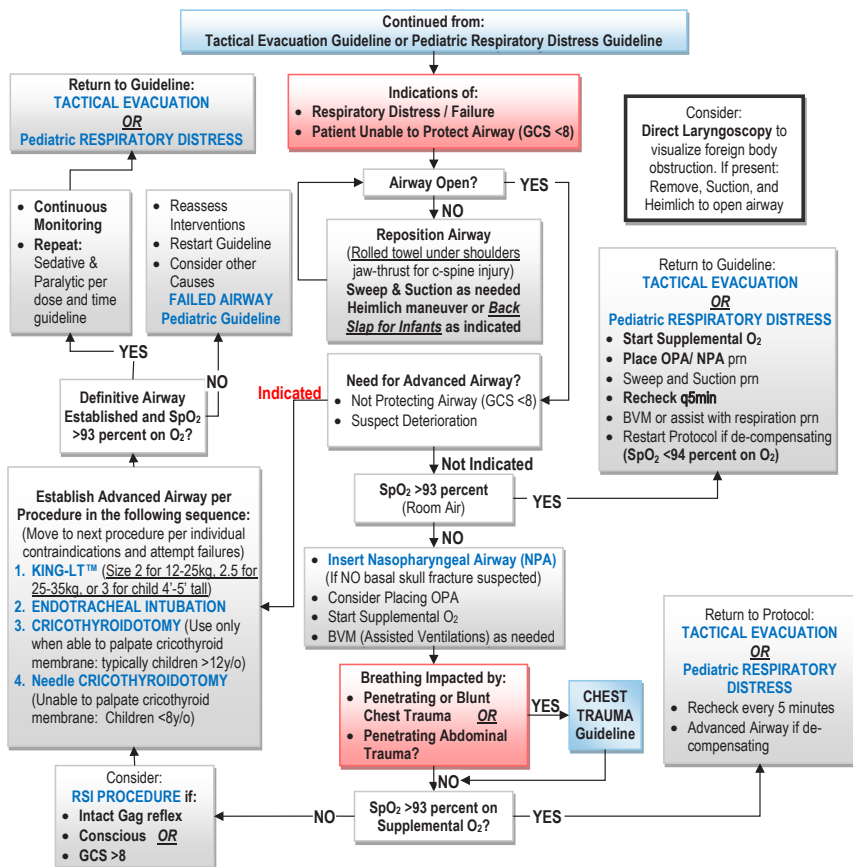 Continued from:
Tactical Evacuation Guideline or Pediatric Respiratory Distress Guideline
Return to Guideline:
TACTICAL EVACUATION
OR
Pediatric RESPIRATORY DISTRESS
Indications of:
• Respiratory Distress / Failure
• Patient Unable to Protect Airway (GCS <8)
Consider:
Direct Laryngoscopy to
visualize foreign body
obstruction. If present:
Remove, Suction, and
Heimlich to open airway
Airway Open?
YES
NO
• Continuous
Monitoring
• Repeat:
Sedative &
Paralytic per
dose and time
guideline
• Reassess
Interventions
• Restart Guideline
• Consider other
Causes
FAILED AIRWAY
Pediatric Guideline
Reposition Airway
(Rolled towel under shoulders
jaw-thrust for c-spine injury)
Sweep & Suction as needed
Heimlich maneuver or Back
Slap for Infants as indicated
Return to Guideline:
TACTICAL EVACUATION
OR
Pediatric RESPIRATORY DISTRESS
• Start Supplemental O₂
• Place OPA/ NPA prn
• Sweep and Suction prn
• Recheck q5min
• BVM or assist with respiration prn
• Restart Protocol if de-compensating
(SpO₂ <94 percent on O₂)
YES
NO
Definitive Airway
Established and SpO₂
>93 percent on O₂?
Indicated
Need for Advanced Airway?
• Not Protecting Airway (GCS <8)
• Suspect Deterioration
Not Indicated
SpO₂ >93 percent
(Room Air)
YES
NO
Establish Advanced Airway per
Procedure in the following sequence:
(Move to next procedure per individual
contraindications and attempt failures)
1. KING-LT™ (Size 2 for 12-25kg, 2.5 for
25-35kg, or 3 for child 4'-5' tall)
2. ENDOTRACHEAL INTUBATION
3. CRICOTHYROIDOTOMY (Use only
when able to palpate cricothyroid
membrane: typically children >12y/o)
4. Needle CRICOTHYROIDOTOMY
(Unable to palpate cricothyroid
membrane: Children <8y/o)
• Insert Nasopharyngeal Airway (NPA)
(If NO basal skull fracture suspected)
• Consider Placing OPA
• Start Supplemental O₂
• BVM (Assisted Ventilations) as needed
Return to Protocol:
TACTICAL EVACUATION
OR
Pediatric RESPIRATORY
DISTRESS
• Recheck every 5 minutes
• Advanced Airway if de-
compensating
Breathing Impacted by:
• Penetrating or Blunt
Chest Trauma OR
• Penetrating Abdominal
Trauma?
YES
CHEST
TRAUMA
Guideline
NO
Consider:
RSI PROCEDURE if:
• Intact Gag reflex
• Conscious OR
• GCS >8
NO
SpO₂ >93 percent on
Supplemental O₂?
YES